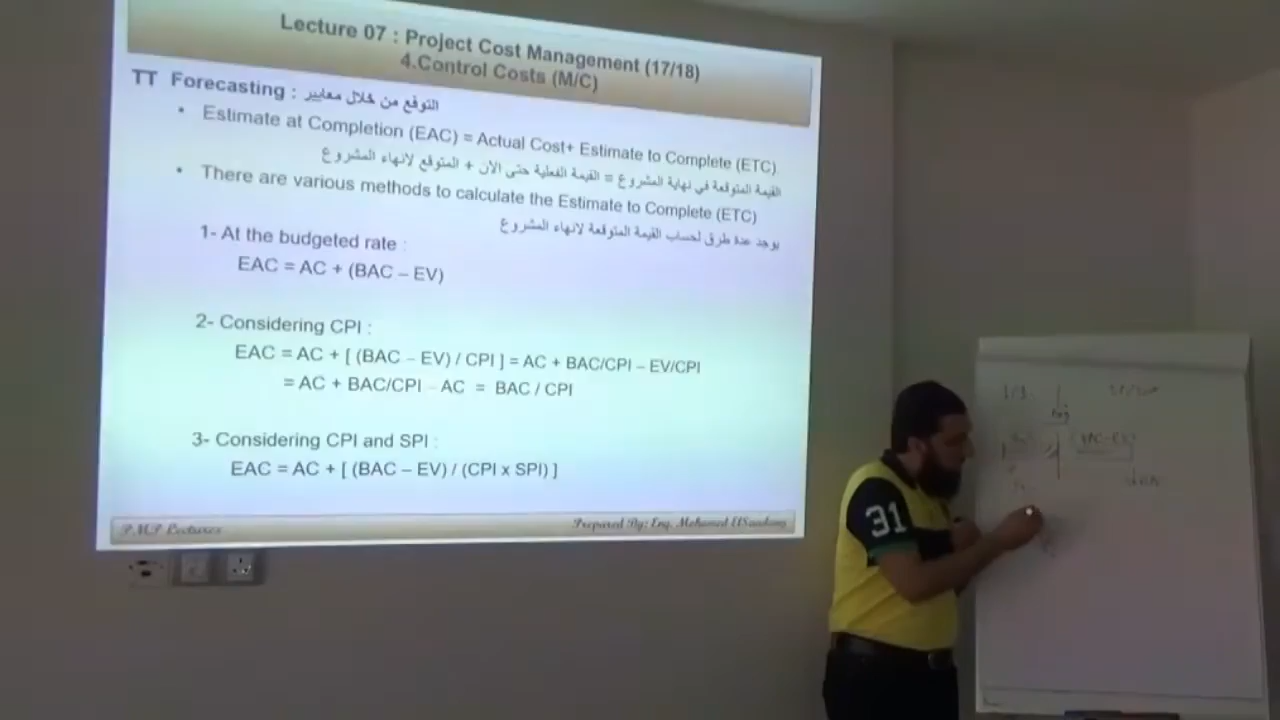 Lecture 07 : Project Cost Management (17/18)
4.Control Costs (M/C)
TT Forecasting : التوقع من خلال معايير
• Estimate at Completion (EAC) = Actual Cost+ Estimate to Complete (ETC)
القيمة المتوقعة في نهاية المشروع = القيمة الفعلية حتى الآن + المتوقع لانهاء المشروع
• There are various methods to calculate the Estimate to Complete (ETC)
يوجد عدة طرق لحساب القيمة المتوقعة لانهاء المشروع
1- At the budgeted rate :
EAC = AC + (BAC – EV)
2- Considering CPI :
EAC = AC + [ (BAC – EV) / CPI ] = AC + BAC/CPI – EV/CPI
= AC + BAC/CPI - AC = BAC / CPI
3- Considering CPI and SPI :
EAC = AC + [ (BAC – EV) / (CPI x SPI) ]
PMP Lectures
Prepared By: Eng. Mohamed ElSaadany
31
(BAC-EV)